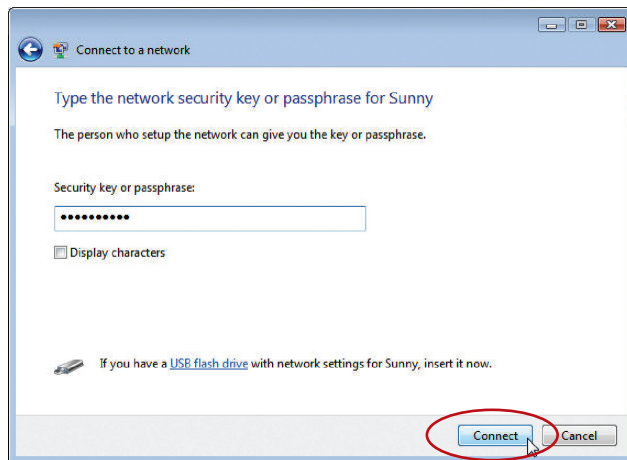 Connect to a network
Type the network security key or passphrase for Sunny
The person who setup the network can give you the key or passphrase.
Security key or passphrase:
••••••••••
Display characters
If you have a USB flash drive with network settings for Sunny, insert it now.
Connect Cancel